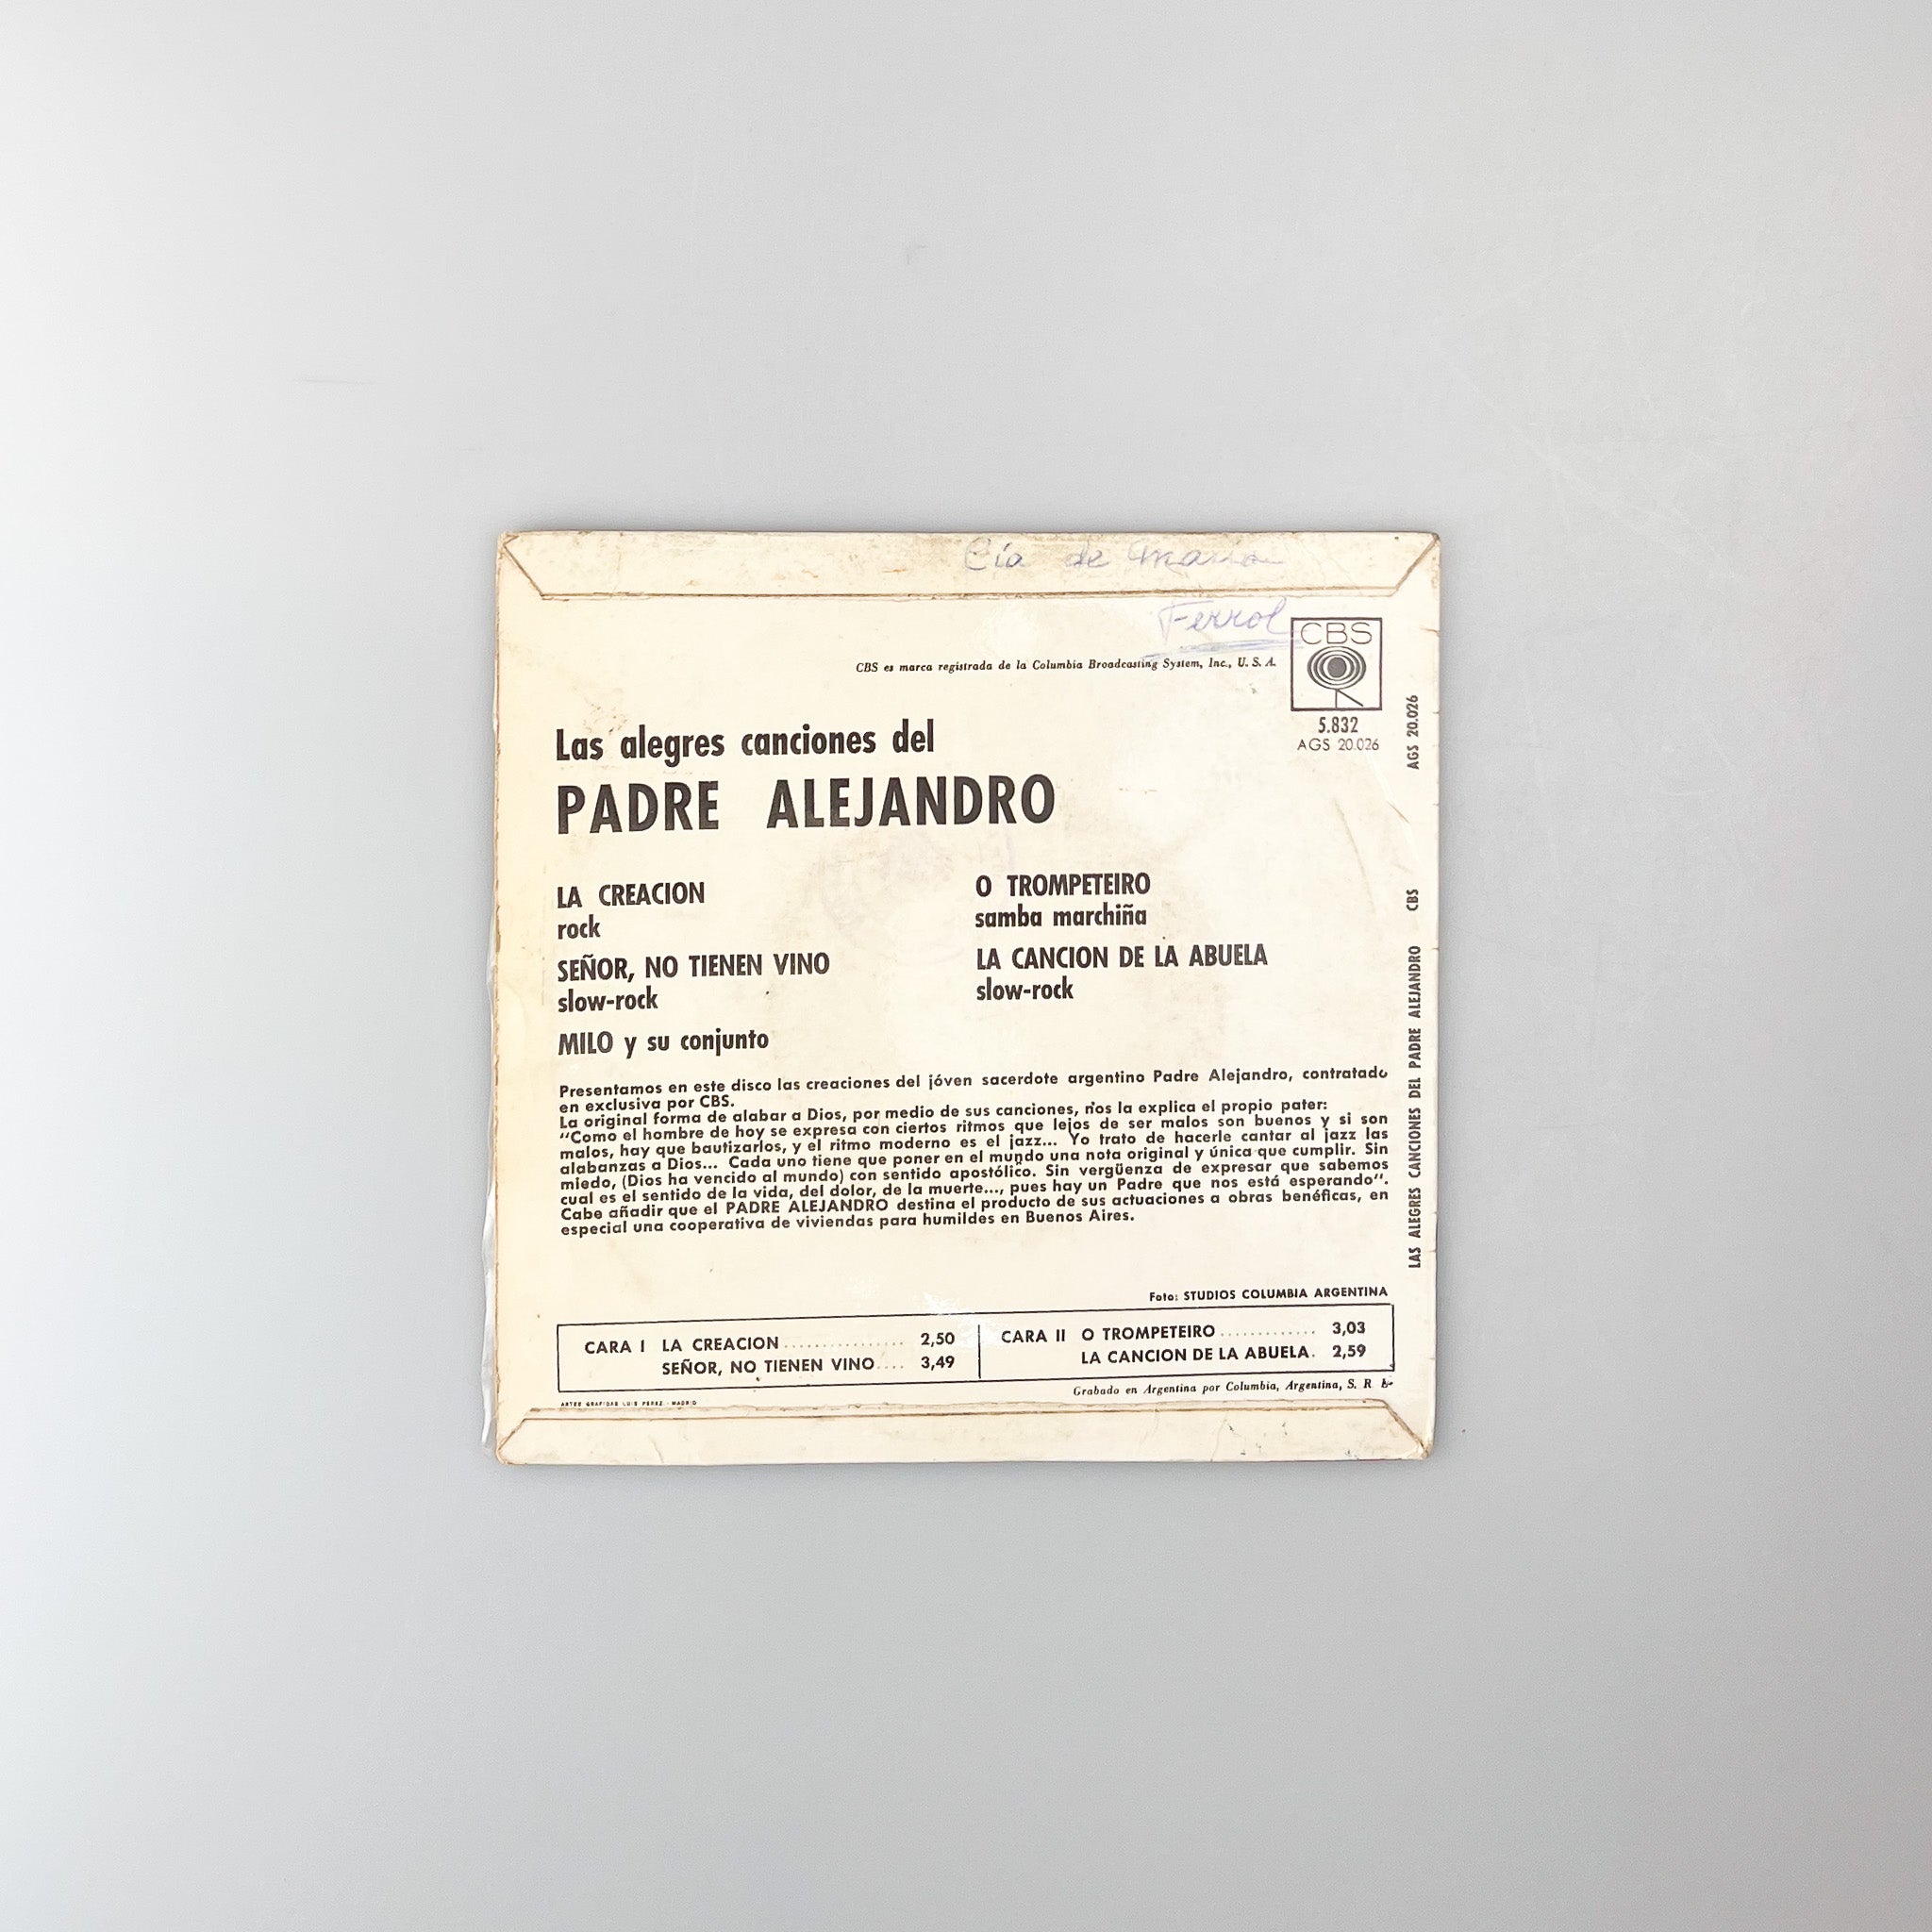 Cía de Maria
Ferrol
CBS
CBS es marca registrada de la Columbia Broadcasting System, Inc., U. S. A.
5.832
AGS 20.026
Las alegres canciones del
PADRE ALEJANDRO
LA CREACION
rock
SEÑOR, NO TIENEN VINO
slow-rock
MILO y su conjunto
O TROMPETEIRO
samba marchiña
LA CANCION DE LA ABUELA
slow-rock
Presentamos en este disco las creaciones del jóven sacerdote argentino Padre Alejandro, contratado
en exclusiva por CBS.
La original forma de alabar a Dios, por medio de sus canciones, nos la explica el propio pater:
"Como el hombre de hoy se expresa con ciertos ritmos que lejos de ser malos son buenos y si son
malos, hay que bautizarlos, y el ritmo moderno es el jazz... Yo trato de hacerle cantar al jazz las
alabanzas a Dios... Cada uno tiene que poner en el mundo una nota original y única que cumplir. Sin
miedo, (Dios ha vencido al mundo) con sentido apostólico. Sin vergüenza de expresar que sabemos
cual es el sentido de la vida, del dolor, de la muerte..., pues hay un Padre que nos está esperando".
Cabe añadir que el PADRE ALEJANDRO destina el producto de sus actuaciones a obras benéficas, en
especial una cooperativa de viviendas para humildes en Buenos Aires.
Foto: STUDIOS COLUMBIA ARGENTINA
CARA I LA CREACION ................ 2,50
SEÑOR, NO TIENEN VINO .... 3,49
CARA II O TROMPETEIRO ............. 3,03
LA CANCION DE LA ABUELA. 2,59
Grabado en Argentina por Columbia, Argentina, S. R. L.
ARTES GRAFICAS LUIS PEREZ - MADRID
LAS ALEGRES CANCIONES DEL PADRE ALEJANDRO CBS AGS 20.026